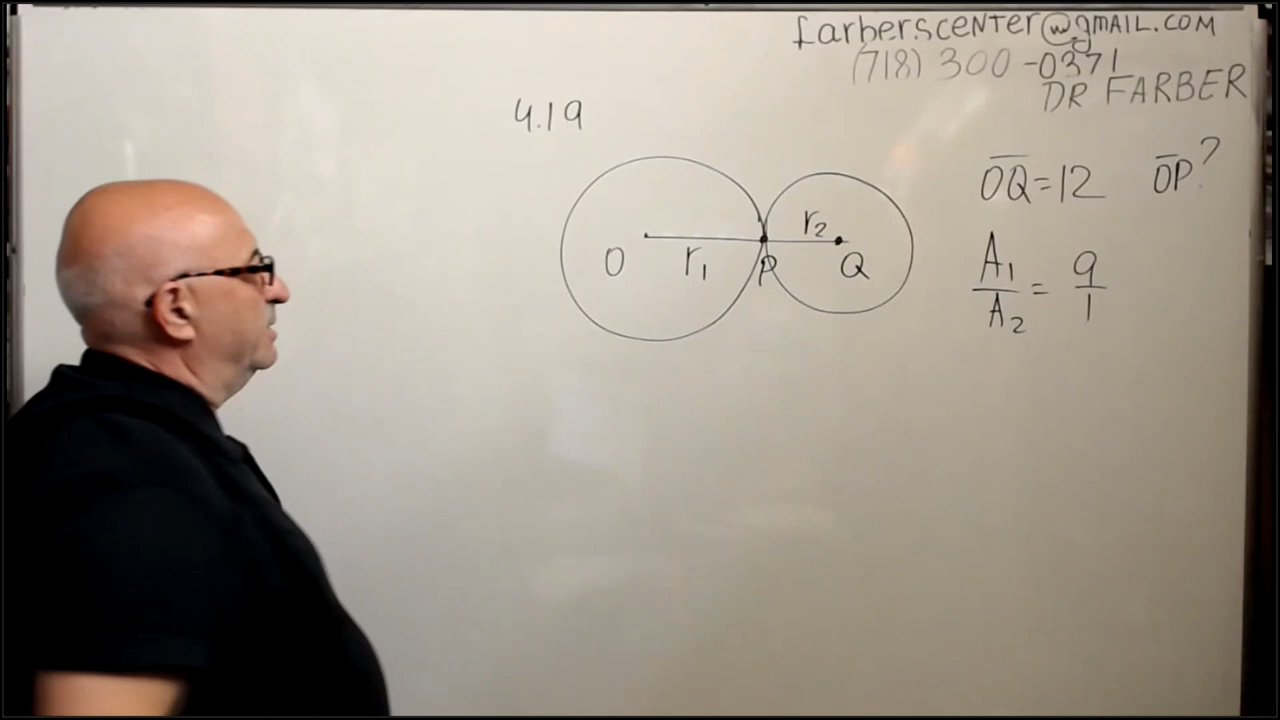 farberscenter@gmail.com
(718) 300-0371
DR FARBER
4.19
OQ=12 OP?
r2
O r1 P Q
A1/A2 = 9/1